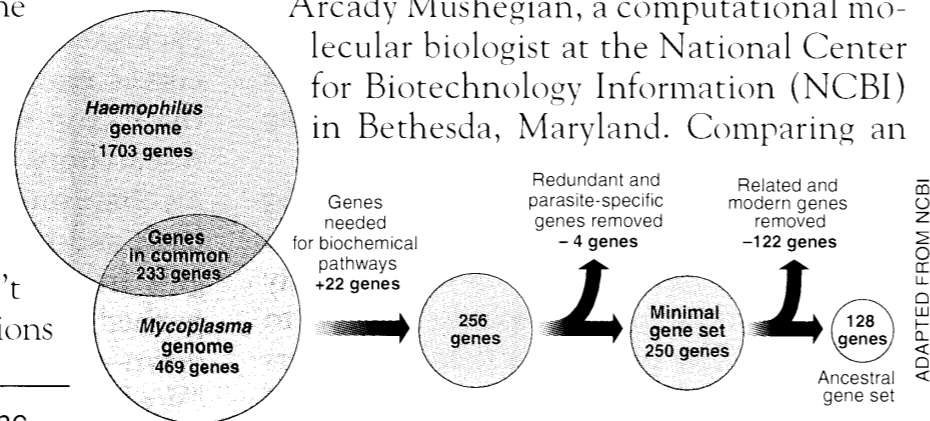 ne
Arcady Mushegian, a computational mo-
lecular biologist at the National Center
for Biotechnology Information (NCBI)
in Bethesda, Maryland. Comparing an
't
ions
Haemophilus
genome
1703 genes
Genes
in common
233 genes
Mycoplasma
genome
469 genes
Genes
needed
for biochemical
pathways
+22 genes
256
genes
Redundant and
parasite-specific
genes removed
– 4 genes
Minimal
gene set
250 genes
Related and
modern genes
removed
–122 genes
128
genes
Ancestral
gene set
ADAPTED FROM NCBI